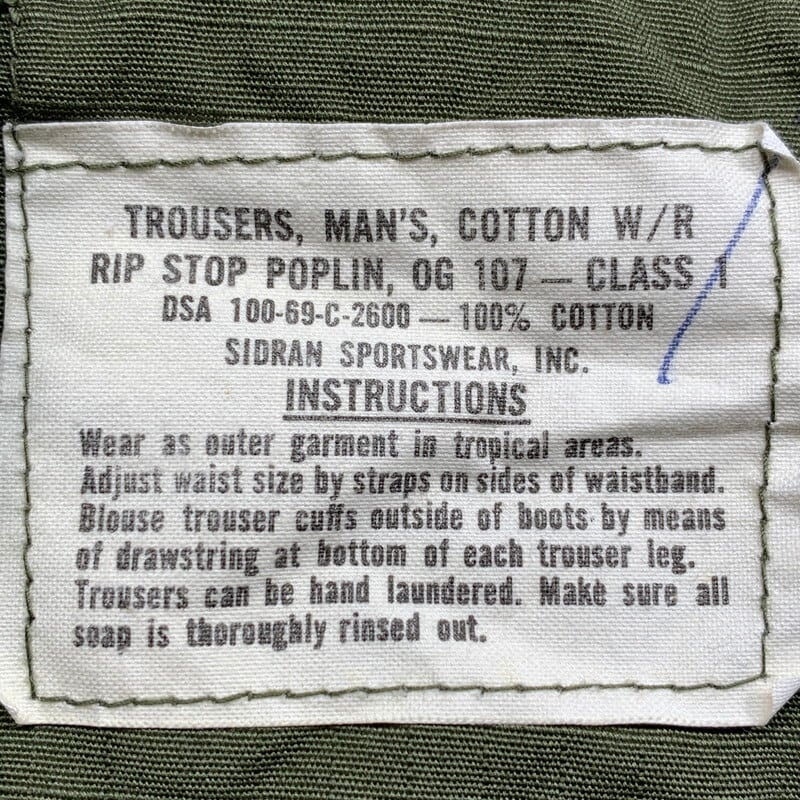 TROUSERS, MAN'S, COTTON W/R
RIP STOP POPLIN, OG 107 — CLASS 1
DSA 100-69-C-2600 — 100% COTTON
SIDRAN SPORTSWEAR, INC.
INSTRUCTIONS
Wear as outer garment in tropical areas.
Adjust waist size by straps on sides of waistband.
Blouse trouser cuffs outside of boots by means
of drawstring at bottom of each trouser leg.
Trousers can be hand laundered. Make sure all
soap is thoroughly rinsed out.